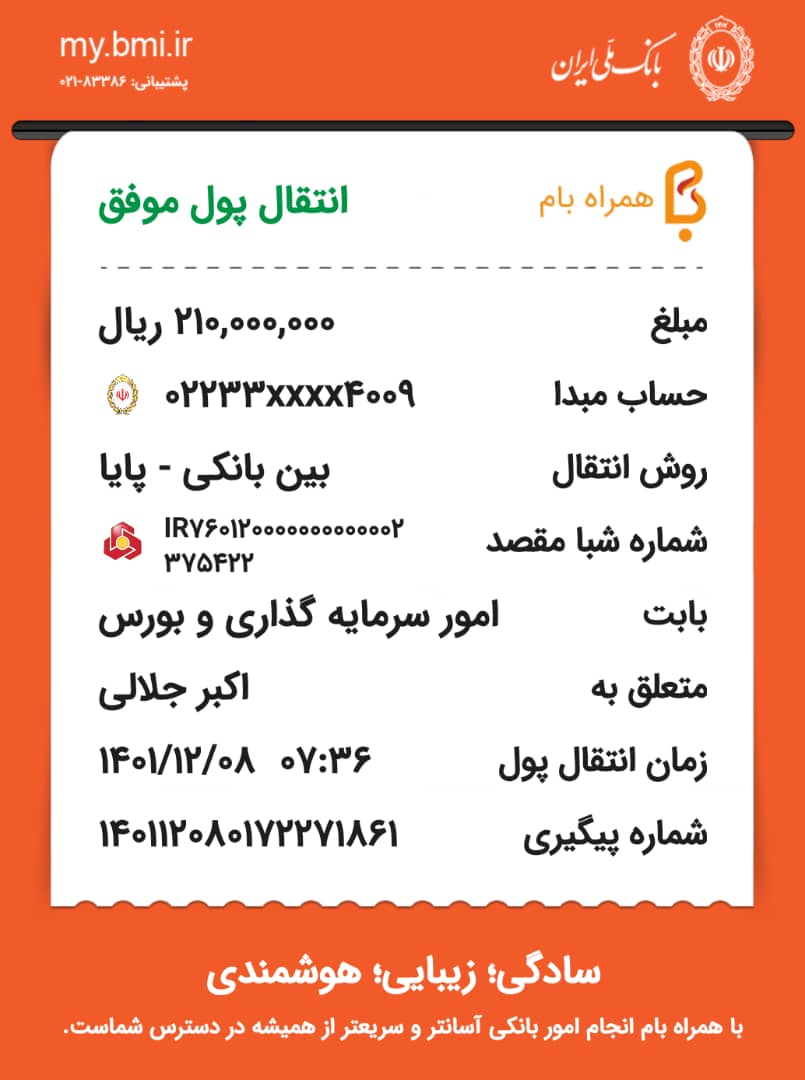 my.bmi.ir
پشتیبانی: ۸۳۳۸۶-۰۲۱
بانک ملی ایران
همراه بام
انتقال پول موفق
مبلغ ۲۱۰,۰۰۰,۰۰۰ ریال
حساب مبدا ۰۲۲۳۳xxxx۴۰۰۹
روش انتقال بین بانکی - پایا
شماره شبا مقصد IR۷۶۰۱۲۰۰۰۰۰۰۰۰۰۰۰۰۲
۳۷۵۴۲۲
بابت امور سرمایه گذاری و بورس
متعلق به اکبر جلالی
زمان انتقال پول ۱۴۰۱/۱۲/۰۸ ۰۷:۳۶
شماره پیگیری ۱۴۰۱۱۲۰۸۰۱۷۲۲۷۱۸۶۱
سادگی؛ زیبایی؛ هوشمندی
با همراه بام انجام امور بانکی آسانتر و سریعتر از همیشه در دسترس شماست.